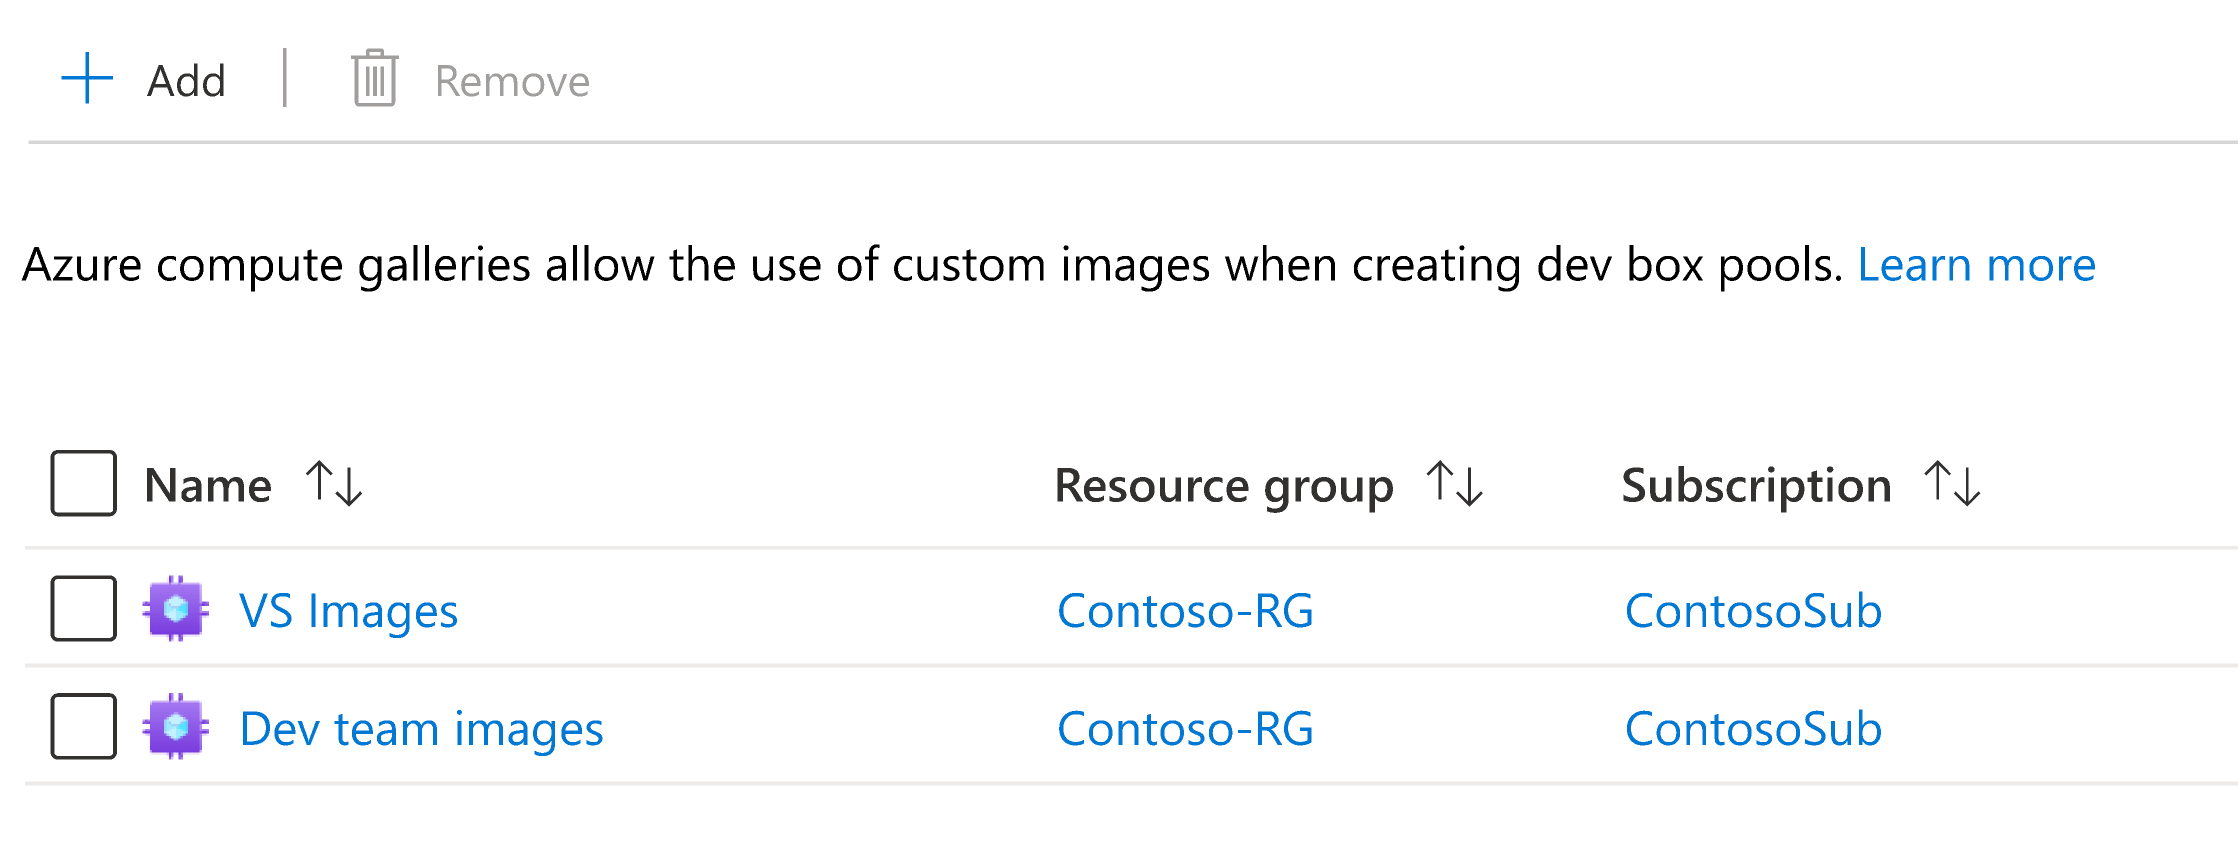 Add | Remove
Azure compute galleries allow the use of custom images when creating dev box pools. Learn more
Name ↑↓ Resource group ↑↓ Subscription ↑↓
VS Images Contoso-RG ContosoSub
Dev team images Contoso-RG ContosoSub